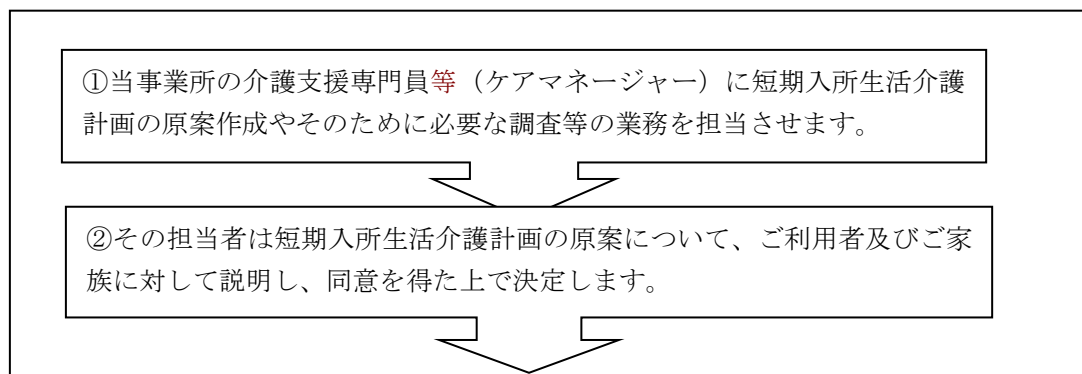 ①当事業所の介護支援専門員等（ケアマネージャー）に短期入所生活介護
計画の原案作成やそのために必要な調査等の業務を担当させます。
②その担当者は短期入所生活介護計画の原案について、ご利用者及びご家
族に対して説明し、同意を得た上で決定します。